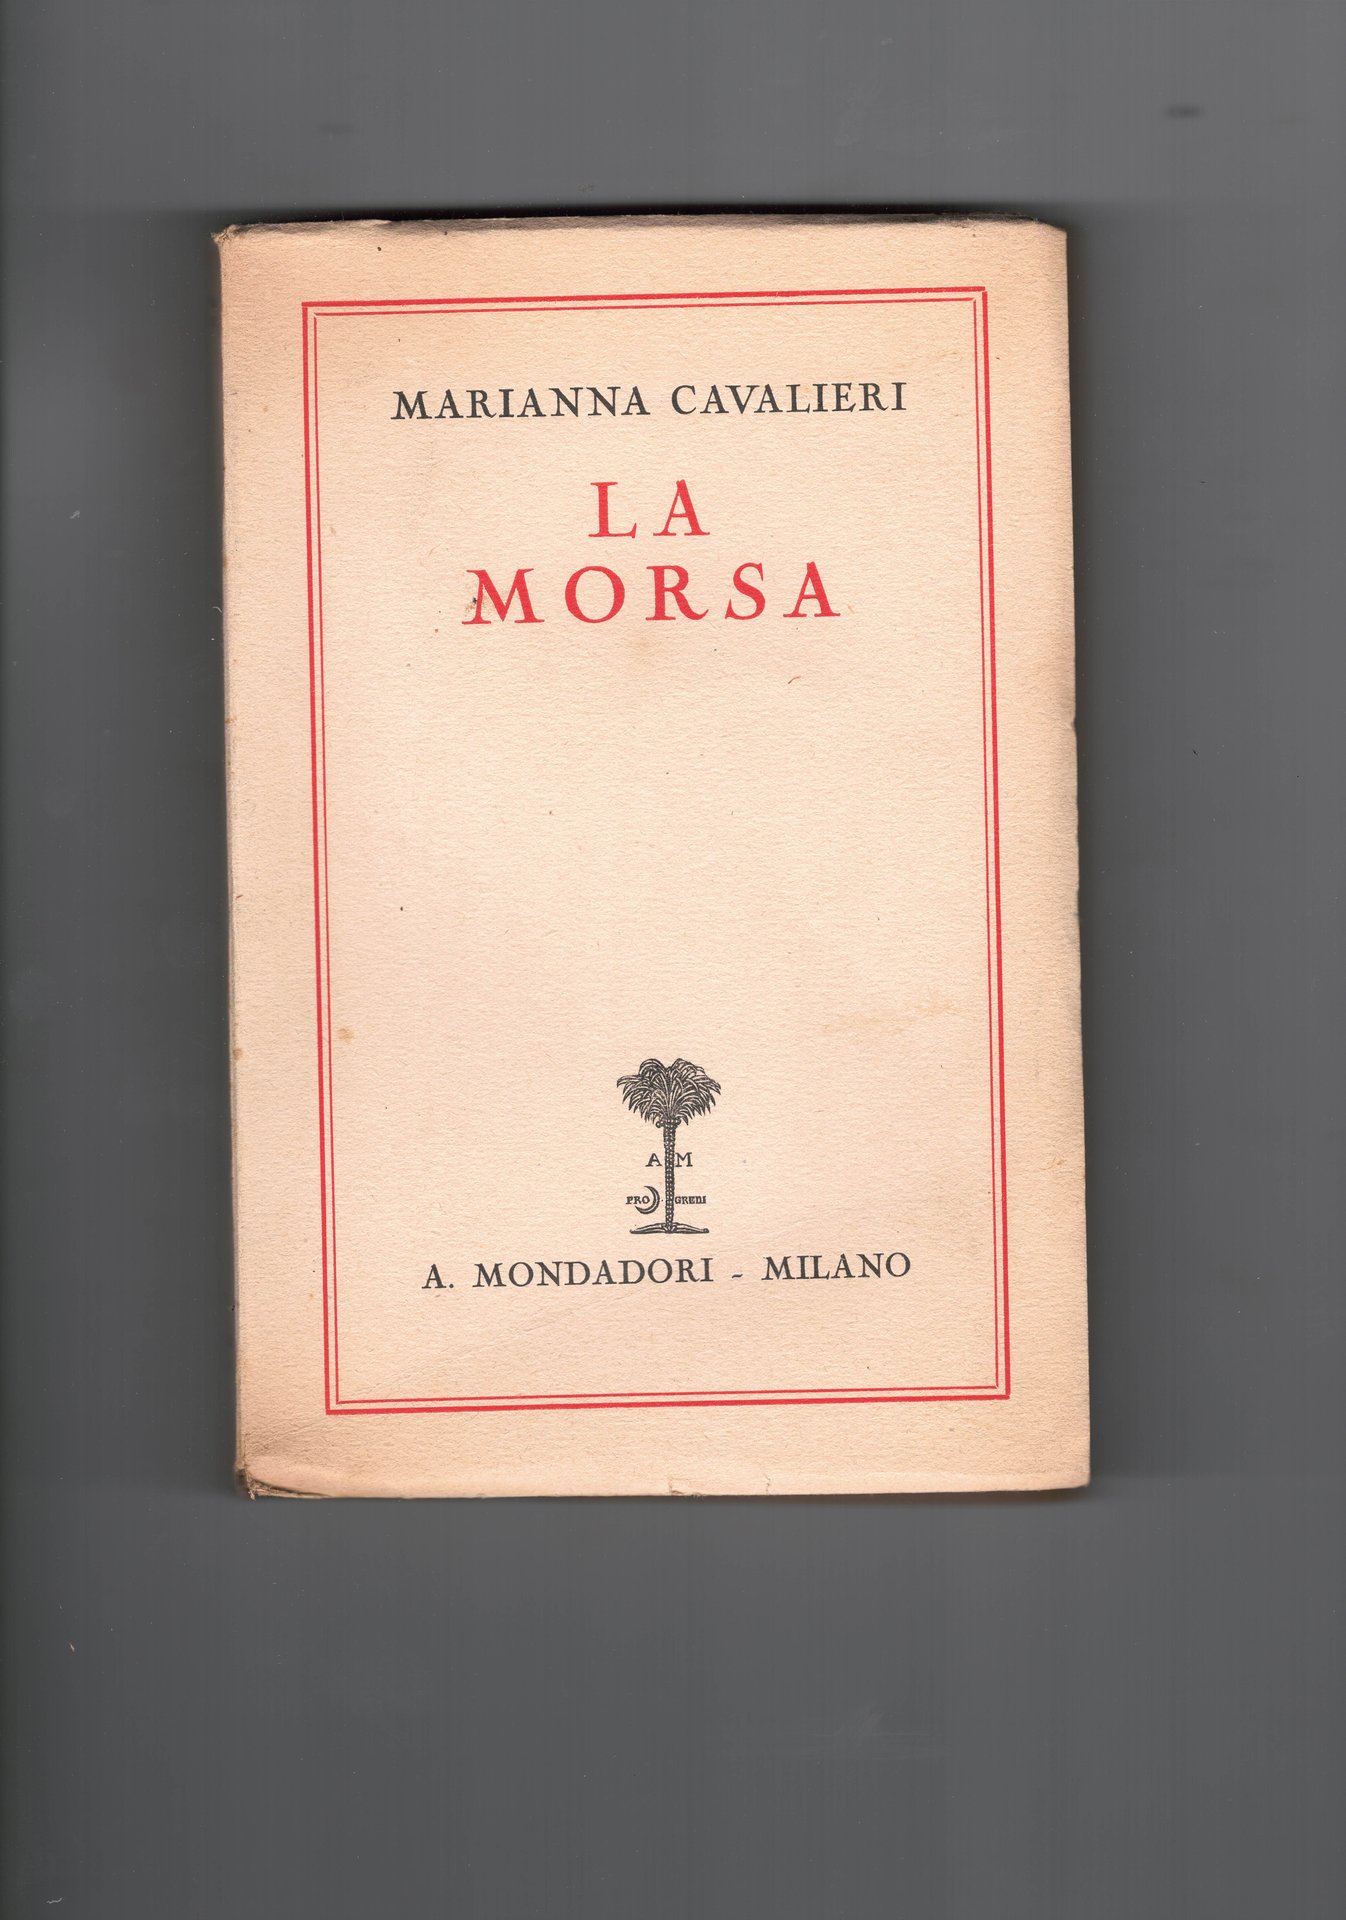 MARIANNA CAVALIERI
LA
MORSA
A M
PRO GREDI
A. MONDADORI - MILANO